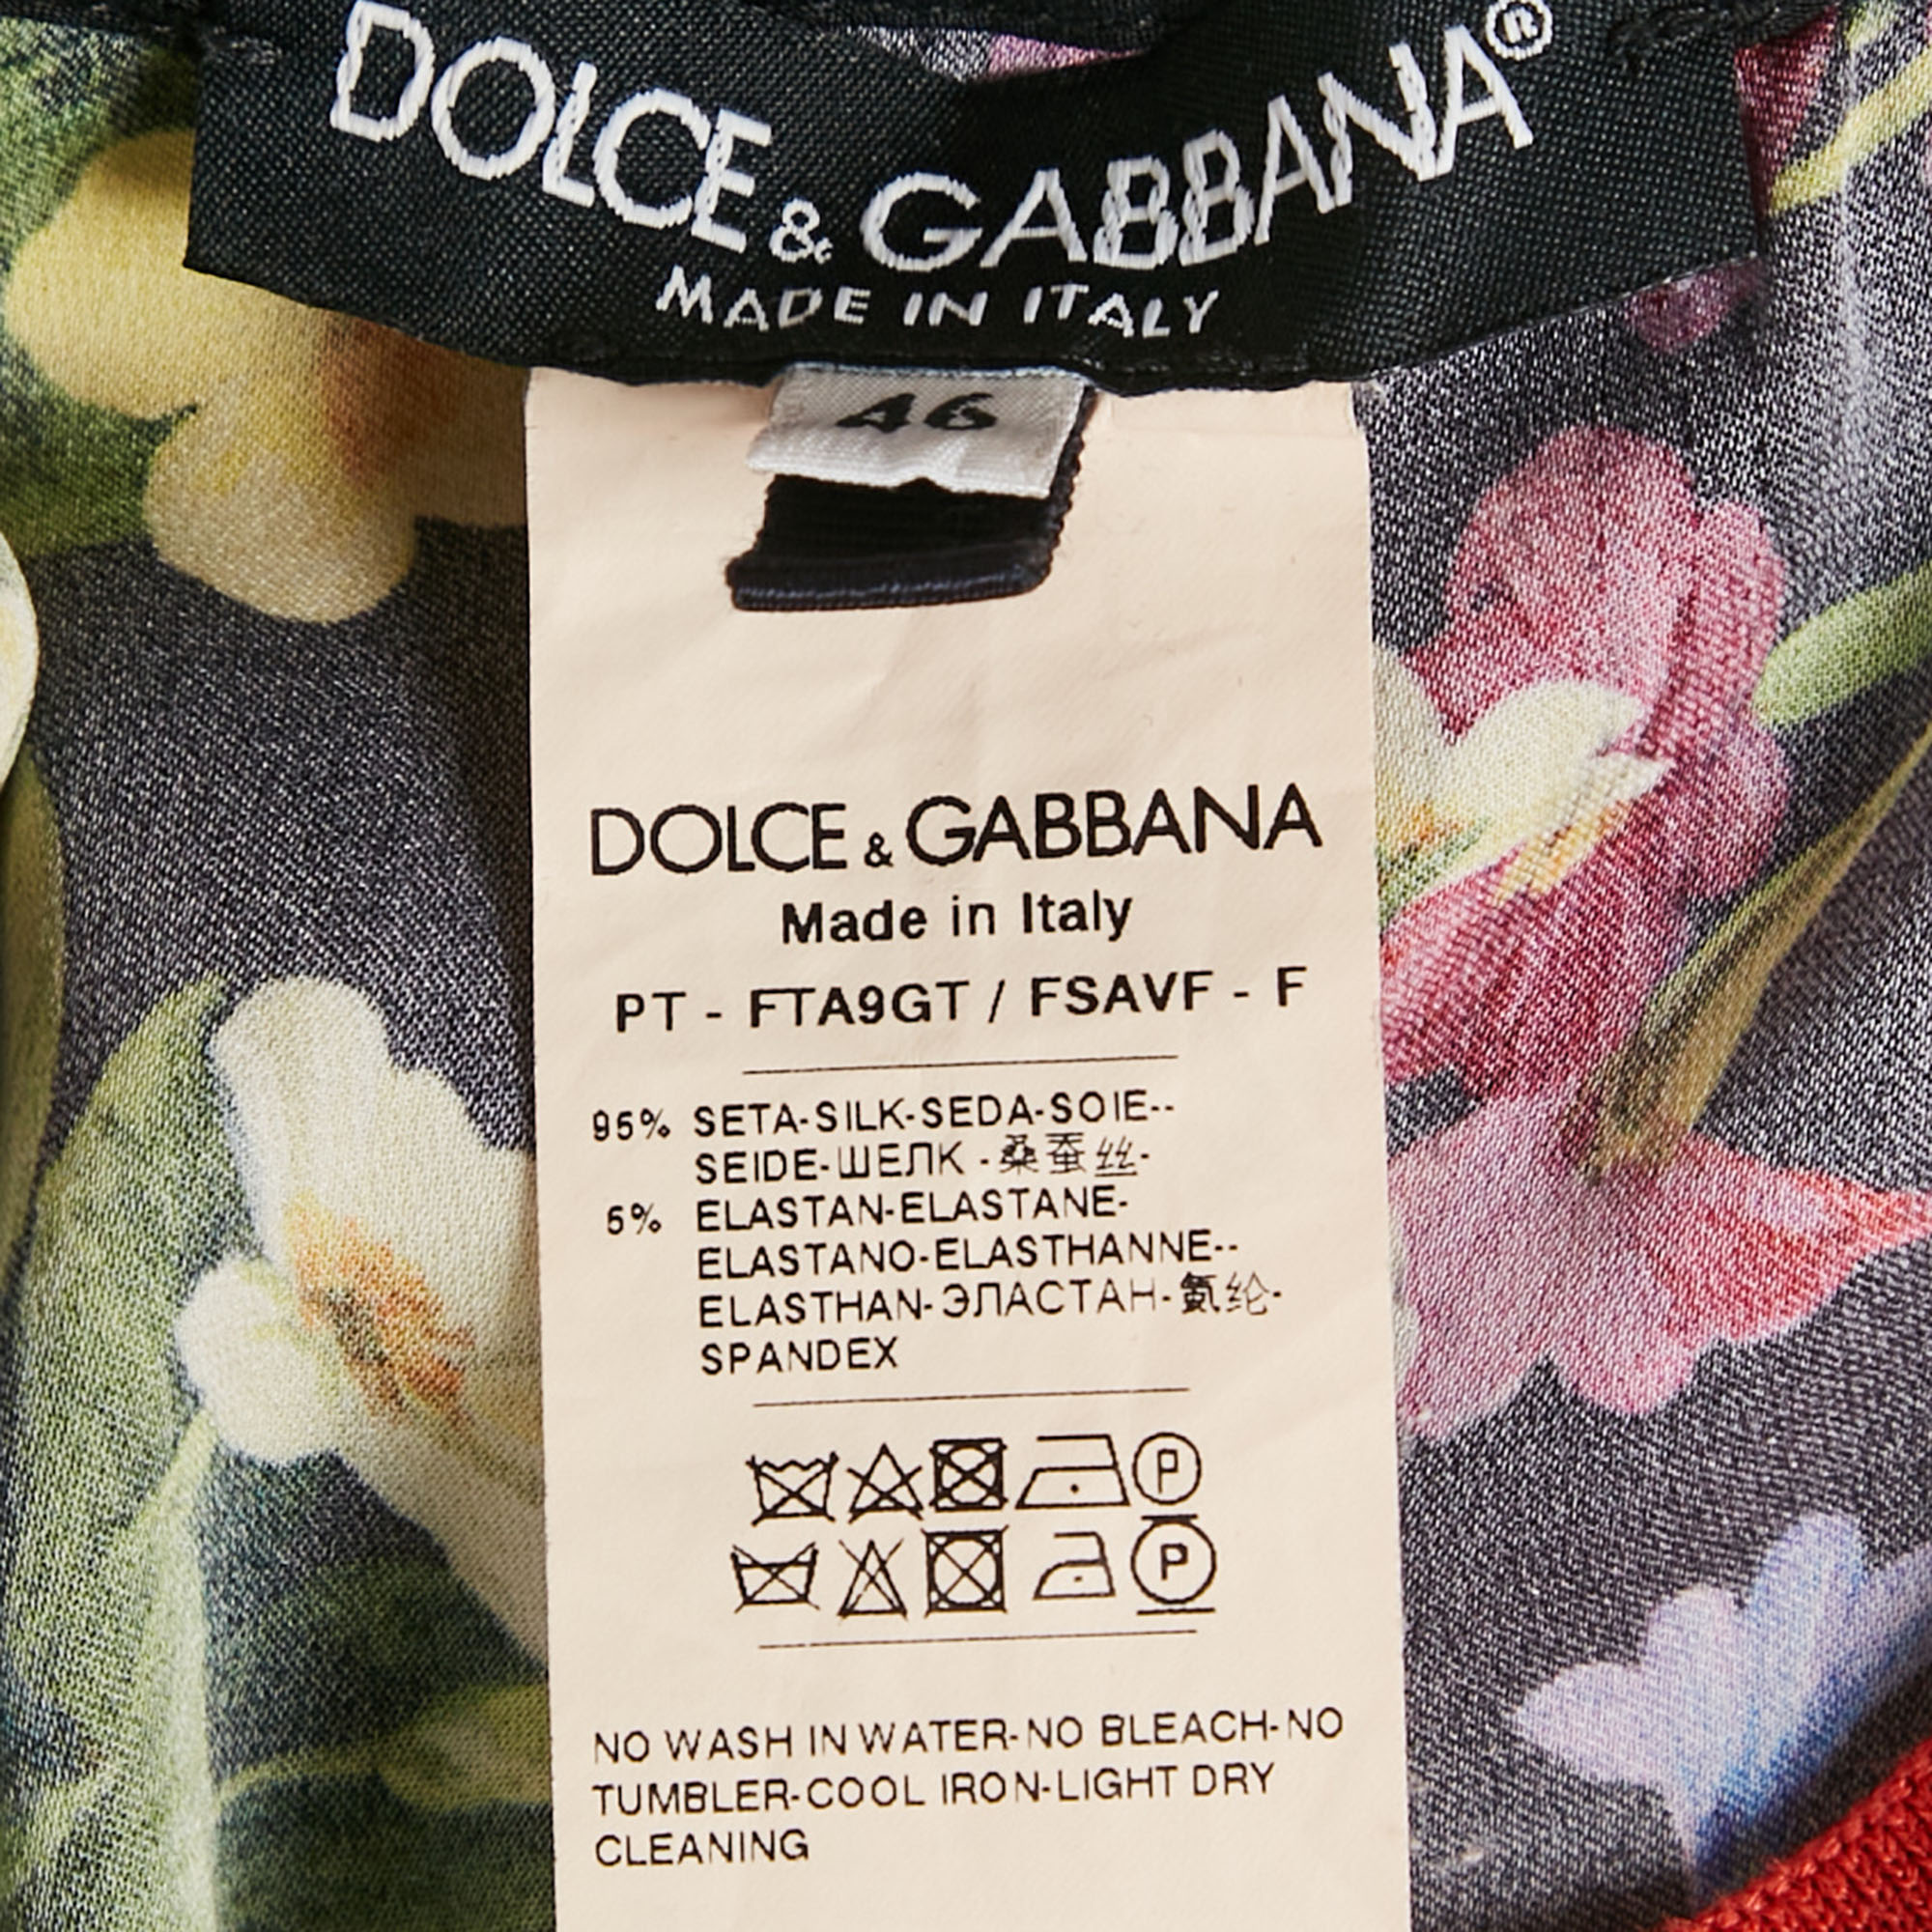 DOLCE & GABBANA®
MADE IN ITALY
46
DOLCE & GABBANA
Made in Italy
PT - FTA9GT / FSAVF - F
95% SETA-SILK-SEDA-SOIE--
SEIDE-ШЕЛК -桑蚕丝-
5% ELASTAN-ELASTANE-
ELASTANO-ELASTHANNE--
ELASTHAN-ЭЛАСТАН-氨纶-
SPANDEX
P
P
NO WASH IN WATER-NO BLEACH-NO
TUMBLER-COOL IRON-LIGHT DRY
CLEANING